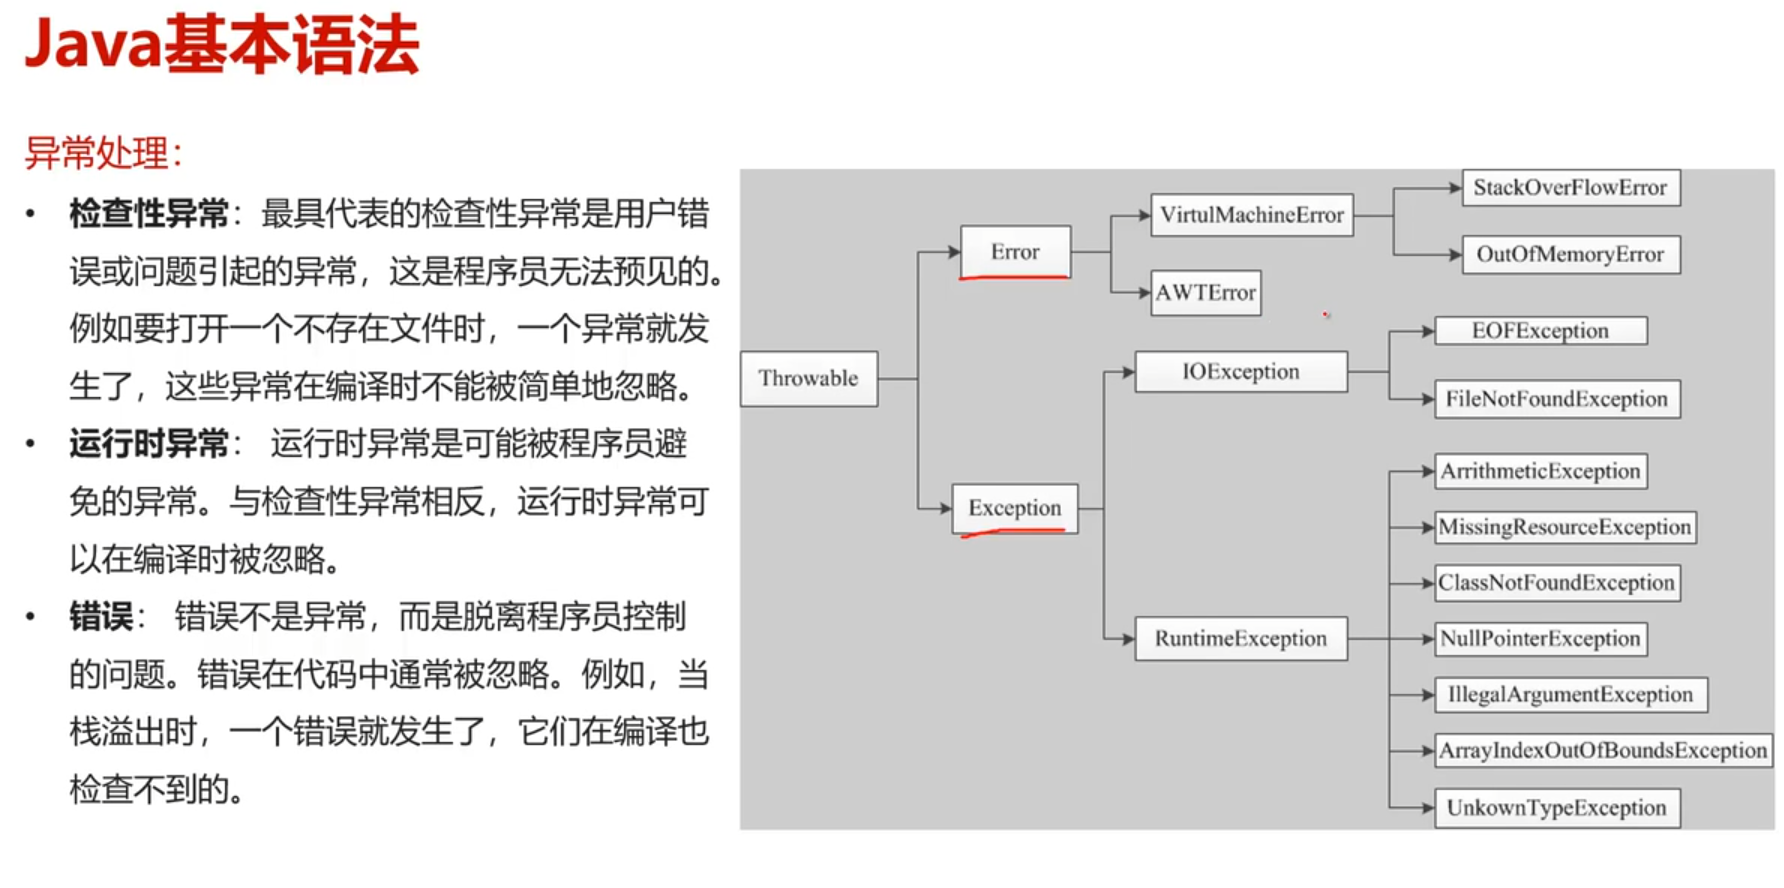 Java基本语法
异常处理：
• 检查性异常：最具代表的检查性异常是用户错
误或问题引起的异常，这是程序员无法预见的。
例如要打开一个不存在文件时，一个异常就发
生了，这些异常在编译时不能被简单地忽略。
• 运行时异常： 运行时异常是可能被程序员避
免的异常。与检查性异常相反，运行时异常可
以在编译时被忽略。
• 错误： 错误不是异常，而是脱离程序员控制
的问题。错误在代码中通常被忽略。例如，当
栈溢出时，一个错误就发生了，它们在编译也
检查不到的。
Throwable
Error
VirtulMachineError
StackOverFlowError
OutOfMemoryError
AWTError
Exception
IOException
EOFException
FileNotFoundException
RuntimeException
ArrithmeticException
MissingResourceException
ClassNotFoundException
NullPointerException
IllegalArgumentException
ArrayIndexOutOfBoundsException
UnkownTypeException